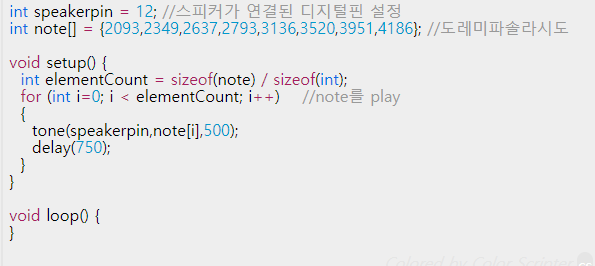 int speakerpin = 12; //스피커가 연결된 디지털핀 설정
int note[] = {2093,2349,2637,2793,3136,3520,3951,4186}; //도레미파솔라시도
void setup() {
int elementCount = sizeof(note) / sizeof(int);
for (int i=0; i < elementCount; i++) //note를 play
{
tone(speakerpin,note[i],500);
delay(750);
}
}
void loop() {
}
Colored by Color Scripter